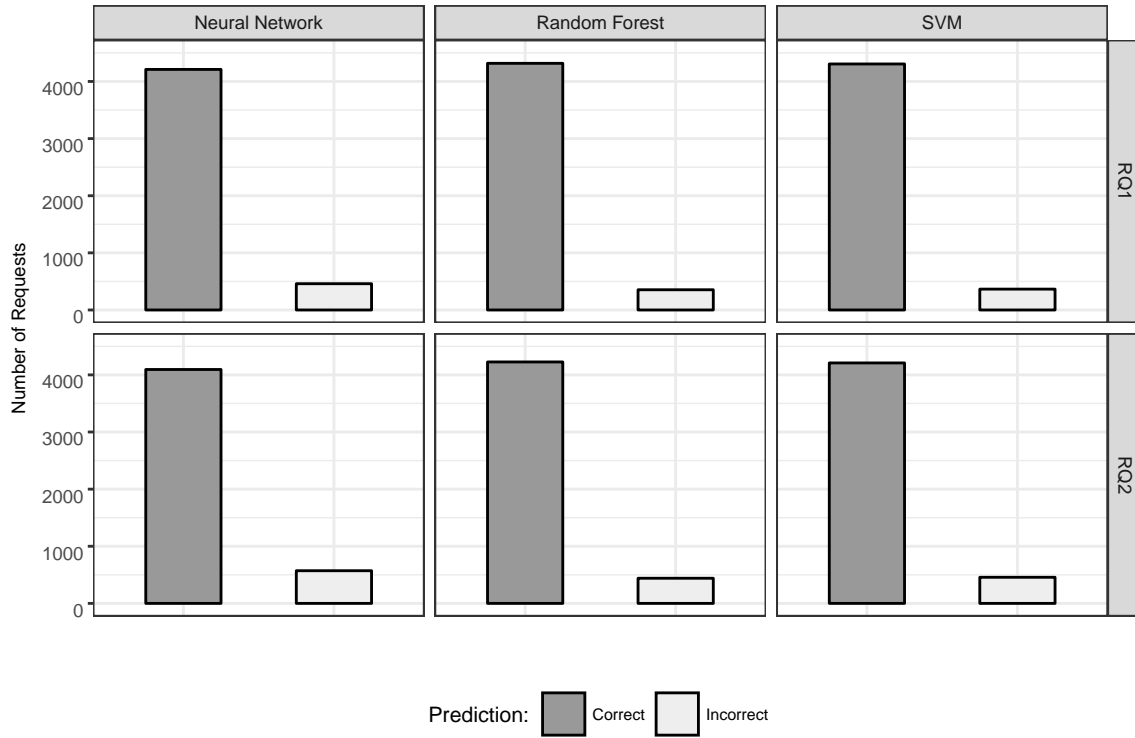 Neural Network
Random Forest
SVM
Number of Requests
4000
3000
2000
1000
0
RQ1
4000
3000
2000
1000
0
RQ2
Prediction: Correct Incorrect